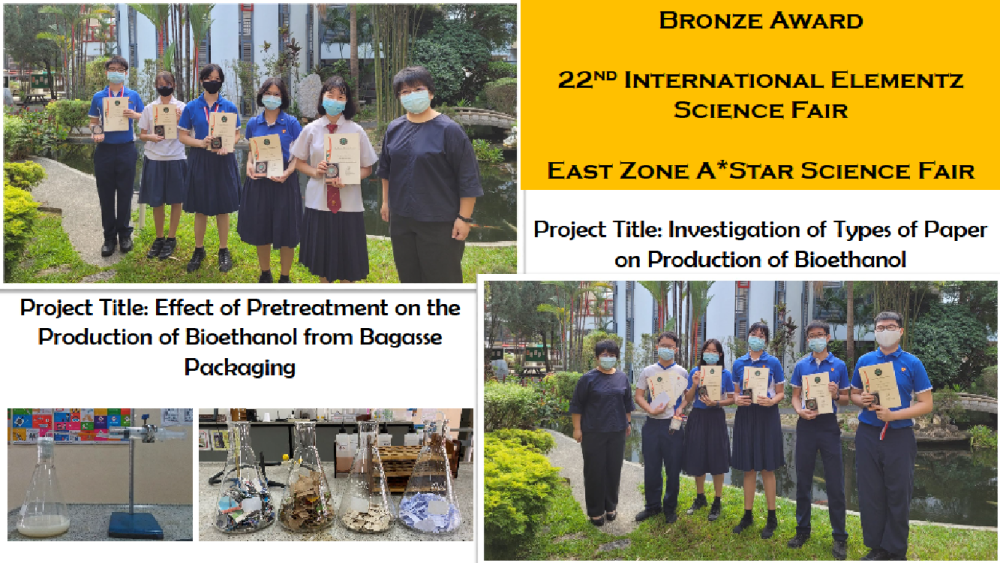 Bronze Award
22nd International Elementz
Science Fair
East Zone A*Star Science Fair
Project Title: Investigation of Types of Paper
on Production of Bioethanol
Project Title: Effect of Pretreatment on the
Production of Bioethanol from Bagasse
Packaging